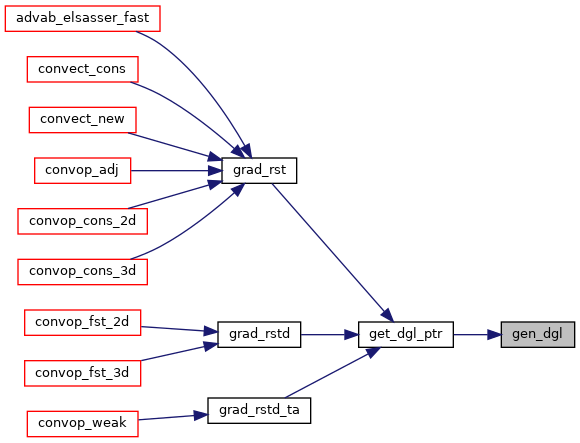 advab_elsasser_fast
convect_cons
convect_new
convop_adj
grad_rst
convop_cons_2d
convop_cons_3d
convop_fst_2d
grad_rstd
get_dgl_ptr
gen_dgl
convop_fst_3d
grad_rstd_ta
convop_weak